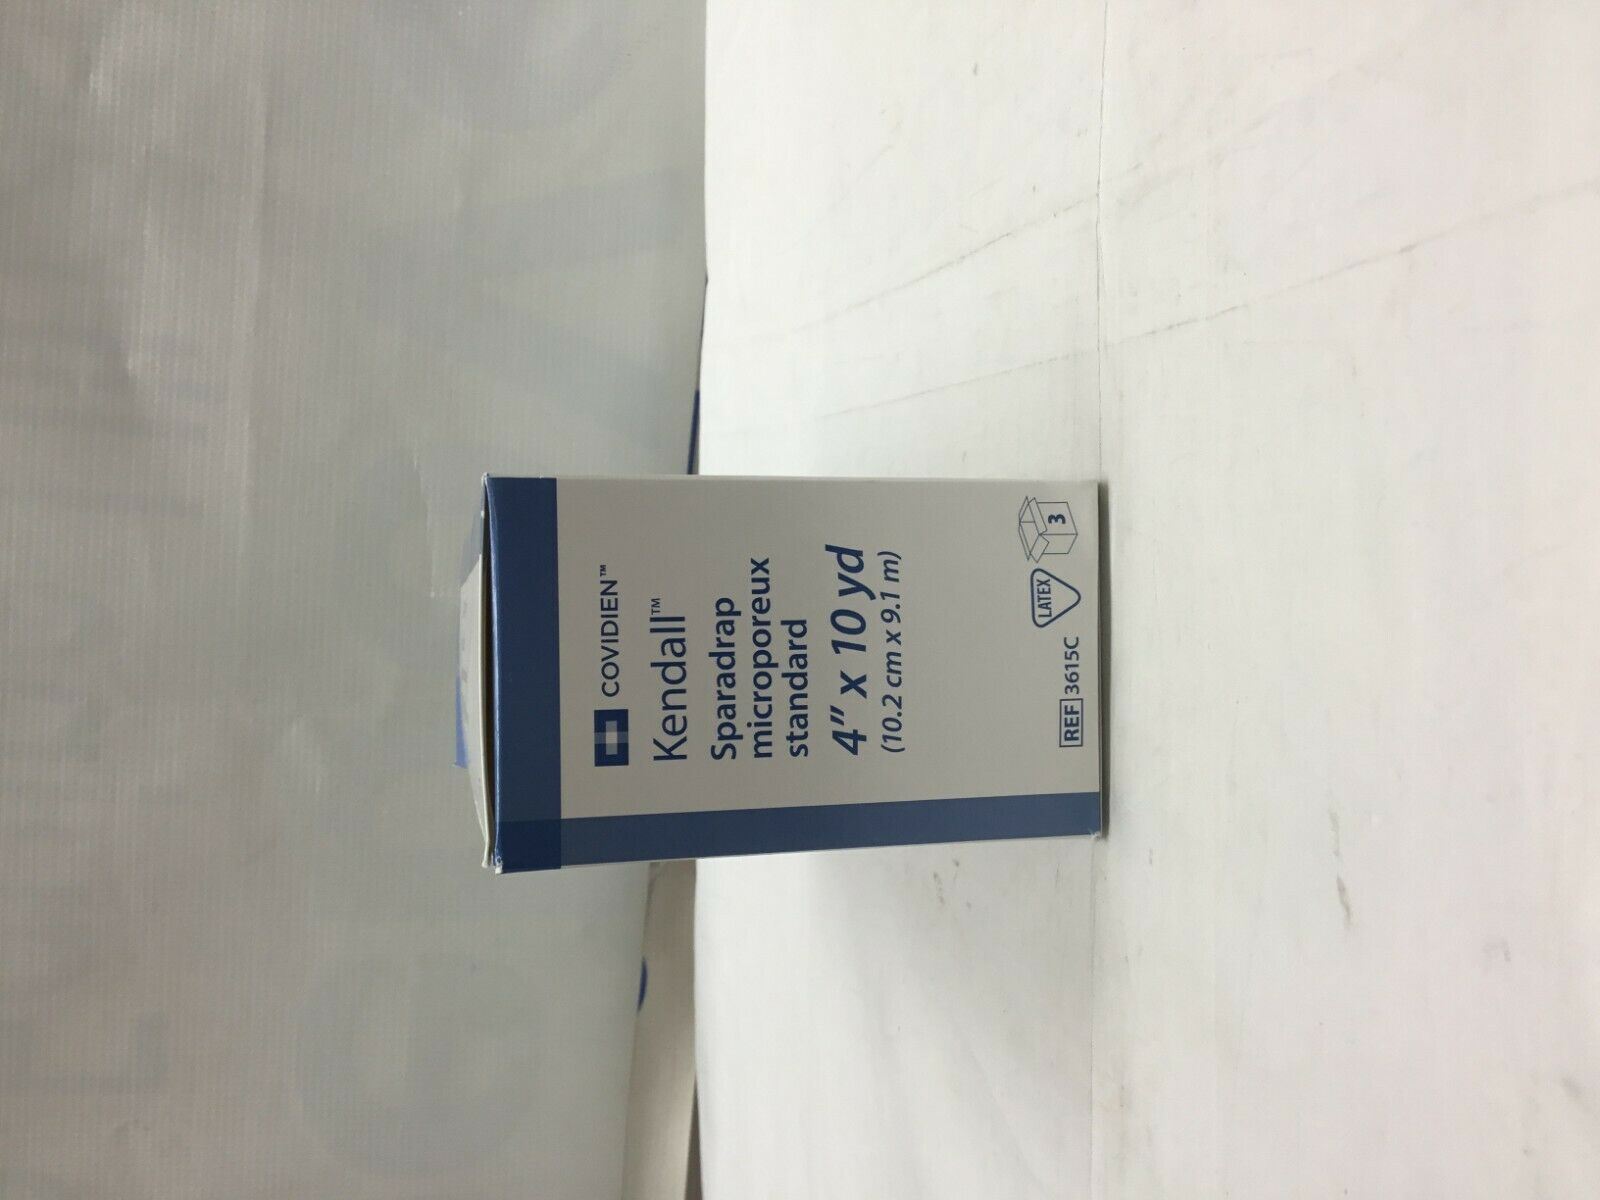 COVIDIEN™
Kendall™
Sparadrap
microporeux
standard
4" x 10 yd
(10.2 cm x 9.1 m)
REF 3615C
LATEX
3